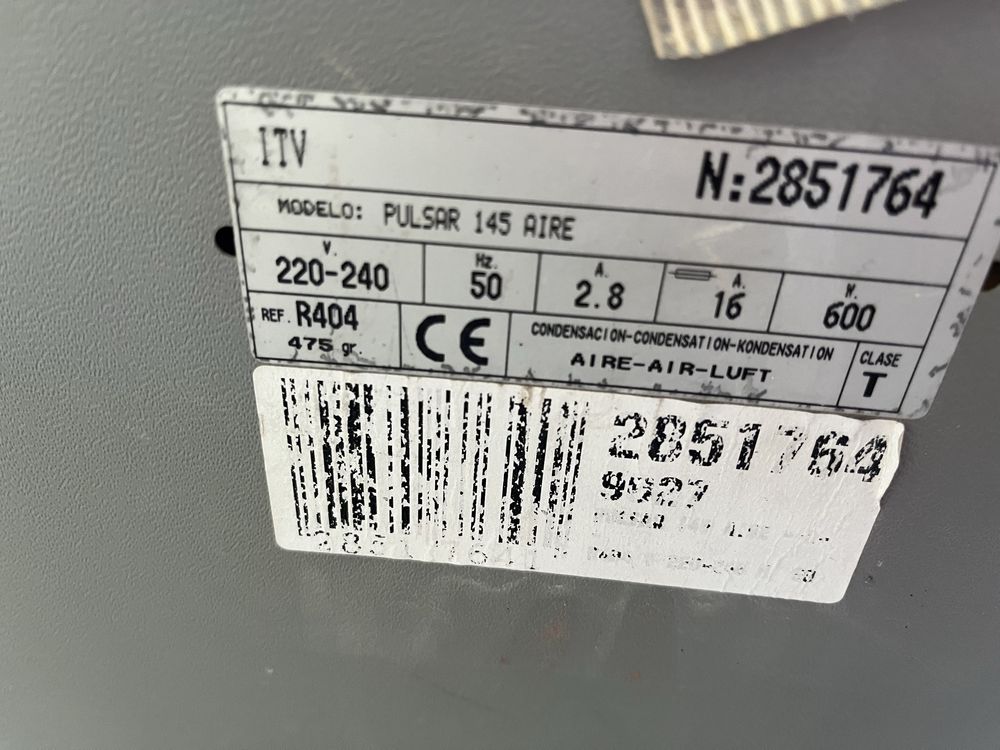 ITV
N:2851764
MODELO: PULSAR 145 AIRE
V. Hz. A. A. W.
220-240 50 2.8 16 600
REF. R404
475 gr.
CE
CONDENSACION-CONDENSATION-KONDENSATION
AIRE-AIR-LUFT
CLASE
T
2851764